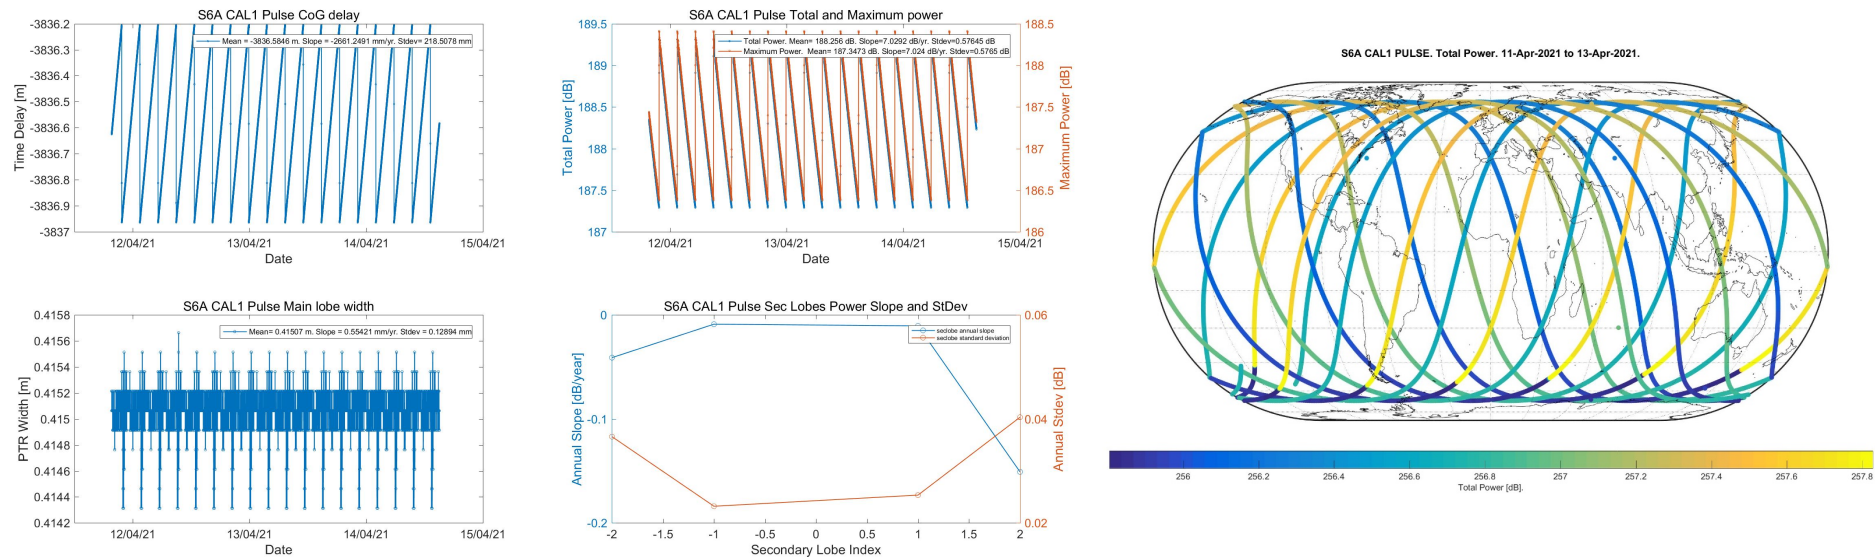 S6A CAL1 Pulse CoG delay
-3836.2
-3836.3
-3836.4
-3836.5
-3836.6
-3836.7
-3836.8
-3836.9
-3837
Time Delay [m]
Mean = -3836.5846 m. Slope = -2661.2491 mm/yr. Stdev= 218.5078 mm
12/04/21 13/04/21 14/04/21 15/04/21
Date
S6A CAL1 Pulse Total and Maximum power
189.5
189
188.5
188
187.5
187
Total Power [dB]
Total Power. Mean= 188.256 dB. Slope=7.0292 dB/yr. Stdev=0.57645 dB
Maximum Power. Mean= 187.3473 dB. Slope=7.024 dB/yr. Stdev=0.5765 dB
188.5
188
187.5
187
186.5
186
Maximum Power [dB]
12/04/21 13/04/21 14/04/21 15/04/21
Date
S6A CAL1 PULSE. Total Power. 11-Apr-2021 to 13-Apr-2021.
256 256.2 256.4 256.6 256.8 257 257.2 257.4 257.6 257.8
Total Power [dB].
S6A CAL1 Pulse Main lobe width
0.4158
0.4156
0.4154
0.4152
0.415
0.4148
0.4146
0.4144
0.4142
PTR Width [m]
Mean= 0.41507 m. Slope = 0.55421 mm/yr. Stdev = 0.12894 mm
12/04/21 13/04/21 14/04/21 15/04/21
Date
S6A CAL1 Pulse Sec Lobes Power Slope and StDev
0
-0.1
-0.2
Annual Slope [dB/year]
seclobe annual slope
seclobe standard deviation
0.06
0.04
0.02
Annual Stdev [dB]
-2 -1.5 -1 -0.5 0 0.5 1 1.5 2
Secondary Lobe Index